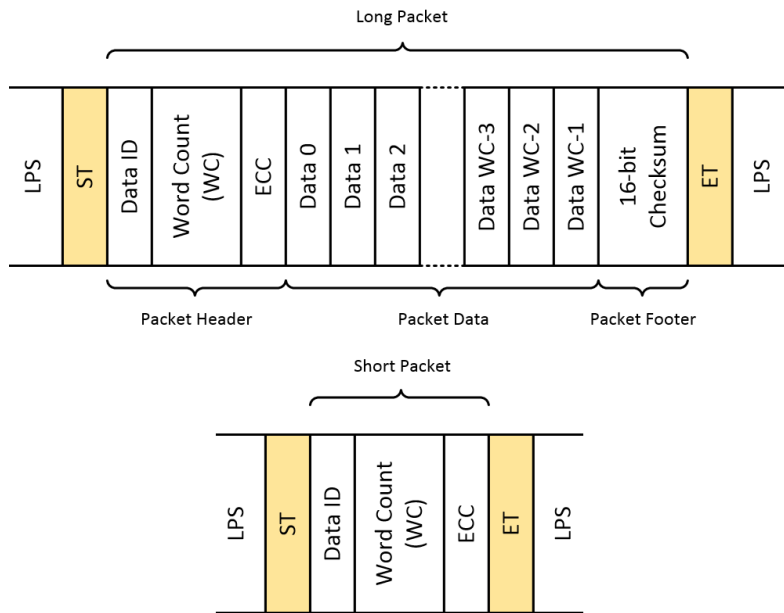 Long Packet
LPS
ST
Data ID
Word Count
(WC)
ECC
Data 0
Data 1
Data 2
Data WC-3
Data WC-2
Data WC-1
16-bit
Checksum
ET
LPS
Packet Header
Packet Data
Packet Footer
Short Packet
LPS
ST
Data ID
Word Count
(WC)
ECC
ET
LPS